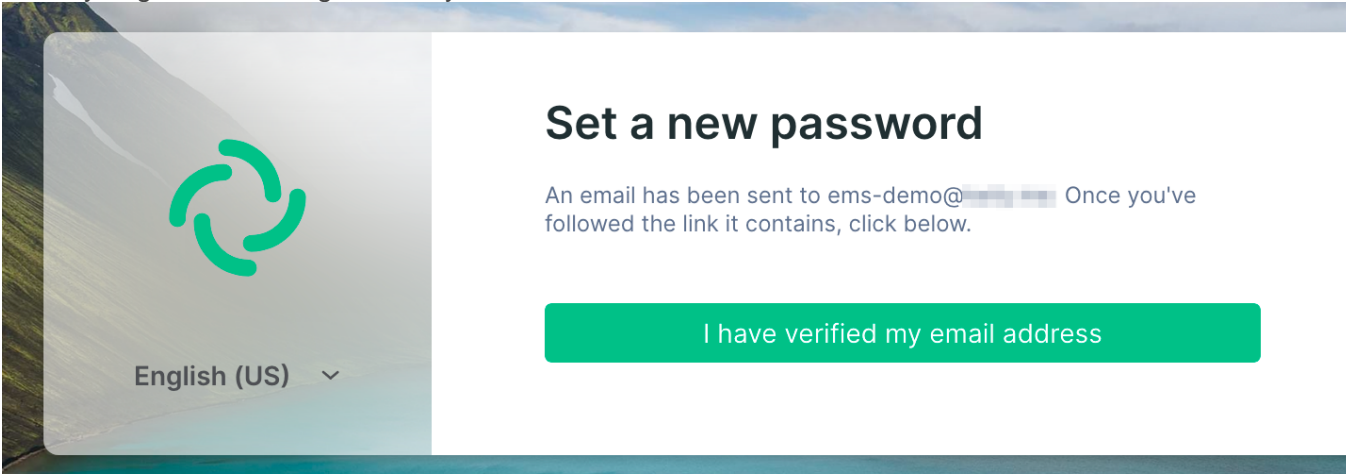 Set a new password
An email has been sent to ems-demo@ Once you've
followed the link it contains, click below.
I have verified my email address
English (US)